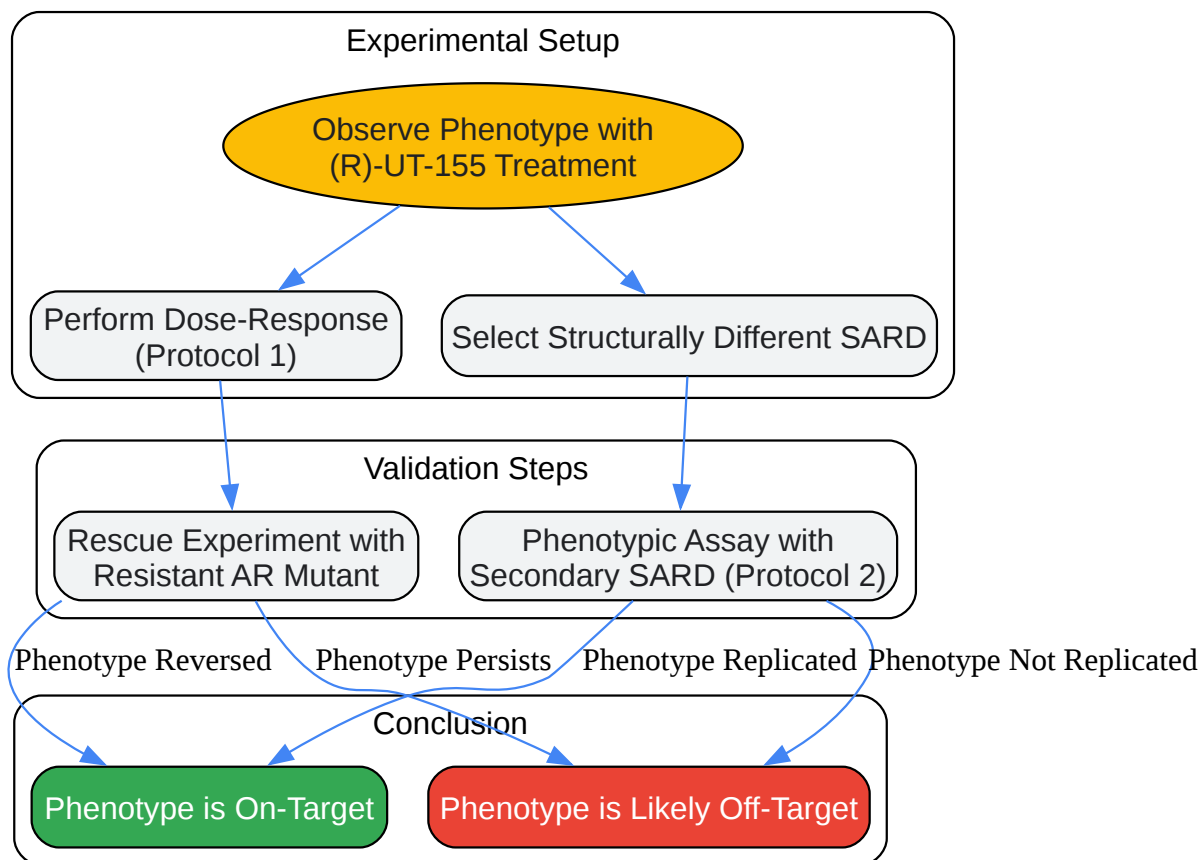 Experimental Setup
Observe Phenotype with
(R)-UT-155 Treatment
Perform Dose-Response
(Protocol 1)
Select Structurally Different SARD
Validation Steps
Rescue Experiment with
Resistant AR Mutant
Phenotypic Assay with
Secondary SARD (Protocol 2)
Phenotype Reversed
Phenotype Persists
Phenotype Replicated
Phenotype Not Replicated
Conclusion
Phenotype is On-Target
Phenotype is Likely Off-Target